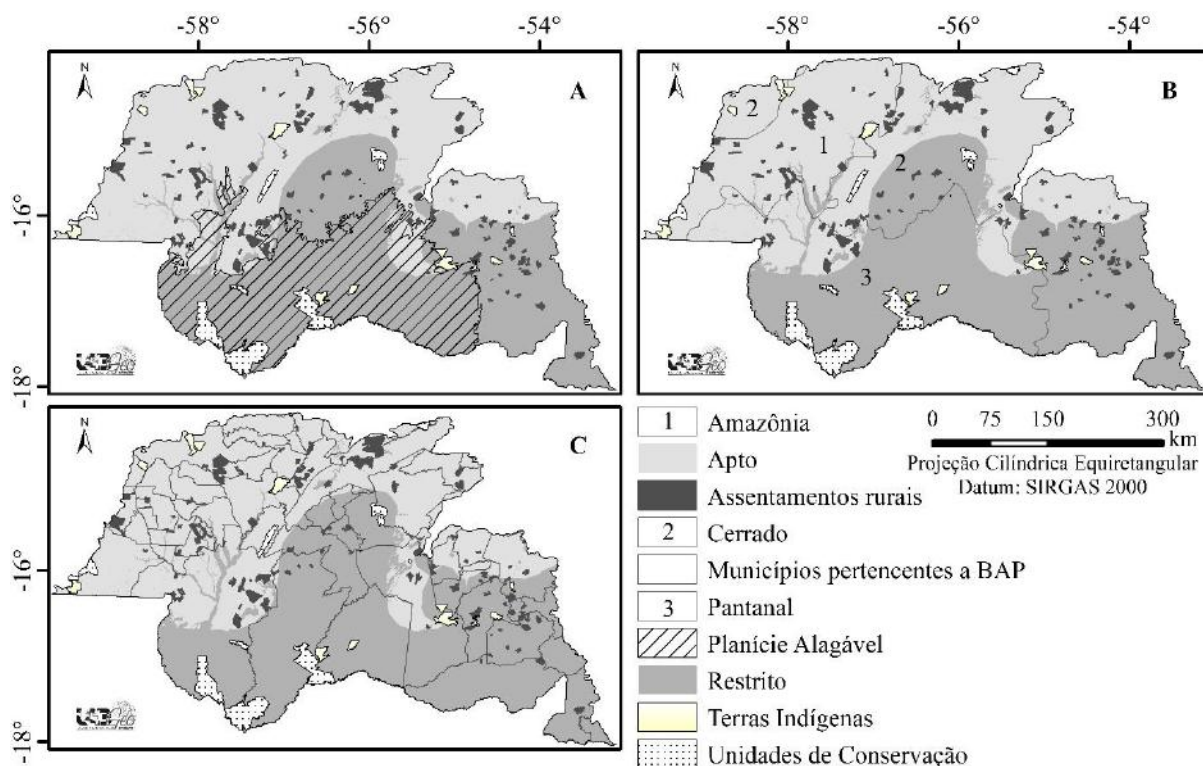 -58° -56° -54° -58° -56° -54°
N A
-16°
-18°
N B
2
1
2
3
N C
-16°
-18°
1 Amazônia
Apto
Assentamentos rurais
2 Cerrado
Municípios pertencentes a BAP
3 Pantanal
Planície Alagável
Restrito
Terras Indígenas
Unidades de Conservação
0 75 150 300
km
Projeção Cilíndrica Equiretangular
Datum: SIRGAS 2000